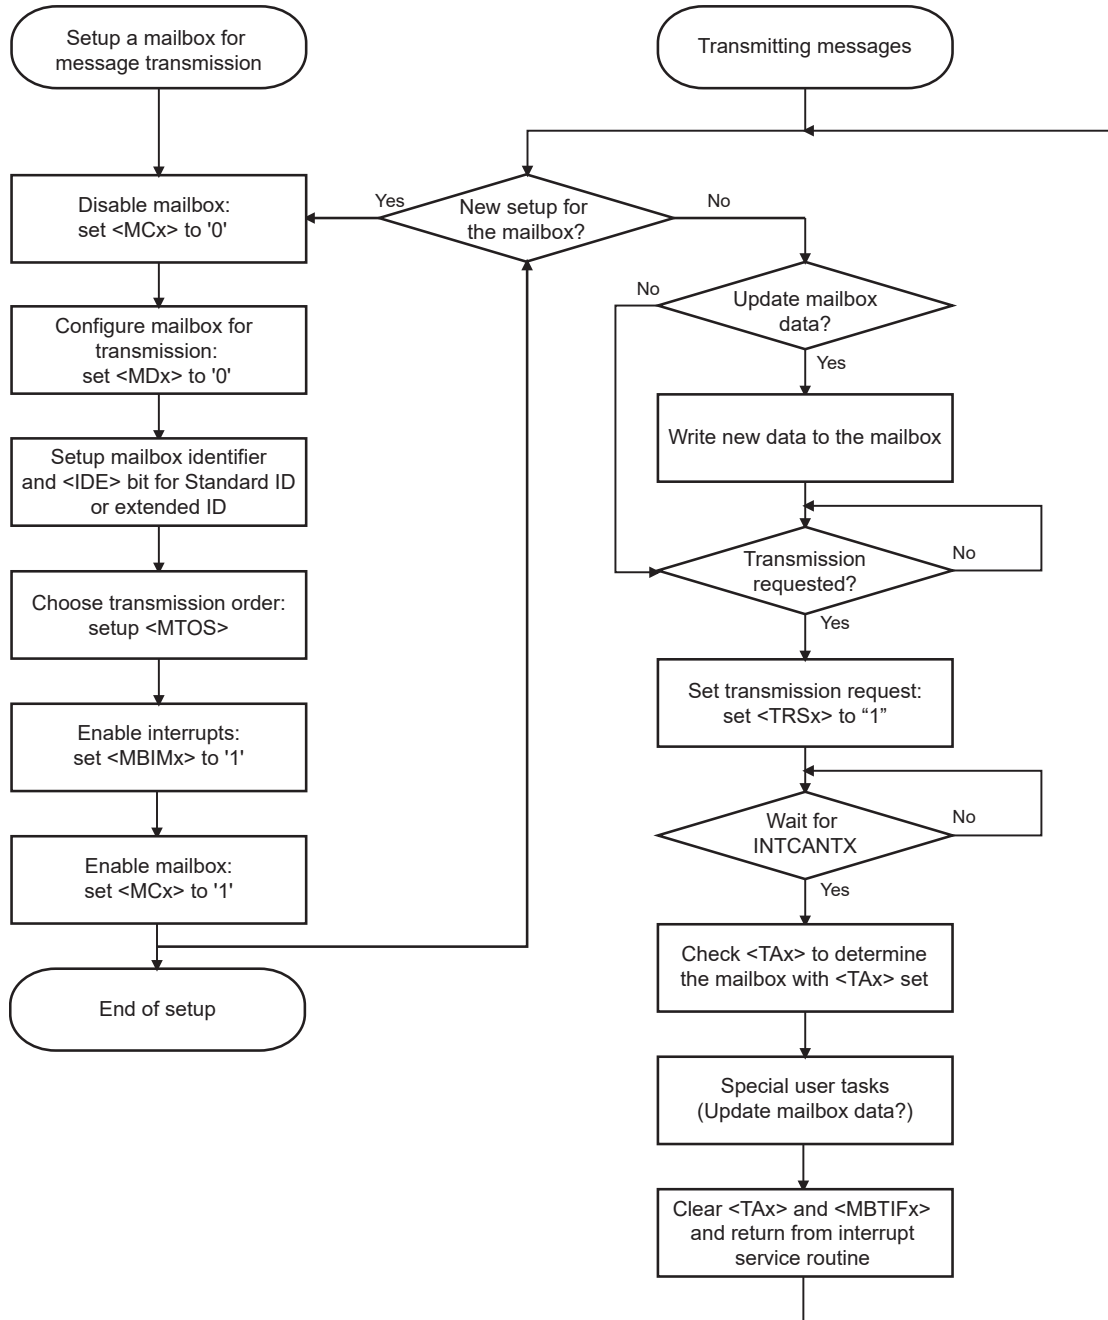 Setup a mailbox for
message transmission
Disable mailbox:
set <MCx> to '0'
Configure mailbox for
transmission:
set <MDx> to '0'
Setup mailbox identifier
and <IDE> bit for Standard ID
or extended ID
Choose transmission order:
setup <MTOS>
Enable interrupts:
set <MBIMx> to '1'
Enable mailbox:
set <MCx> to '1'
End of setup
Transmitting messages
Yes
New setup for
the mailbox?
No
No
Update mailbox
data?
Yes
Write new data to the mailbox
Transmission
requested?
No
Yes
Set transmission request:
set <TRSx> to “1”
Wait for
INTCANTX
No
Yes
Check <TAx> to determine
the mailbox with <TAx> set
Special user tasks
(Update mailbox data?)
Clear <TAx> and <MBTIFx>
and return from interrupt
service routine